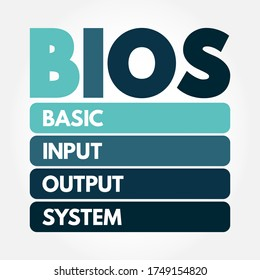 BIOS
BASIC
INPUT
OUTPUT
SYSTEM
shutterstock.com · 1749154820